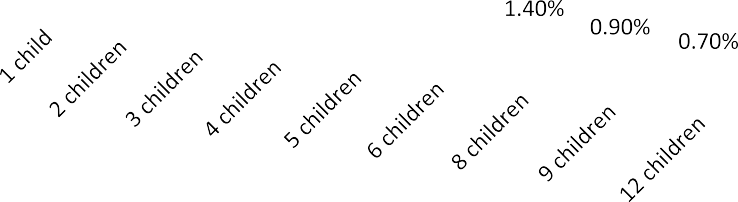 1.40%
0.90%
0.70%
1 child
2 children
3 children
4 children
5 children
6 children
8 children
9 children
12 children